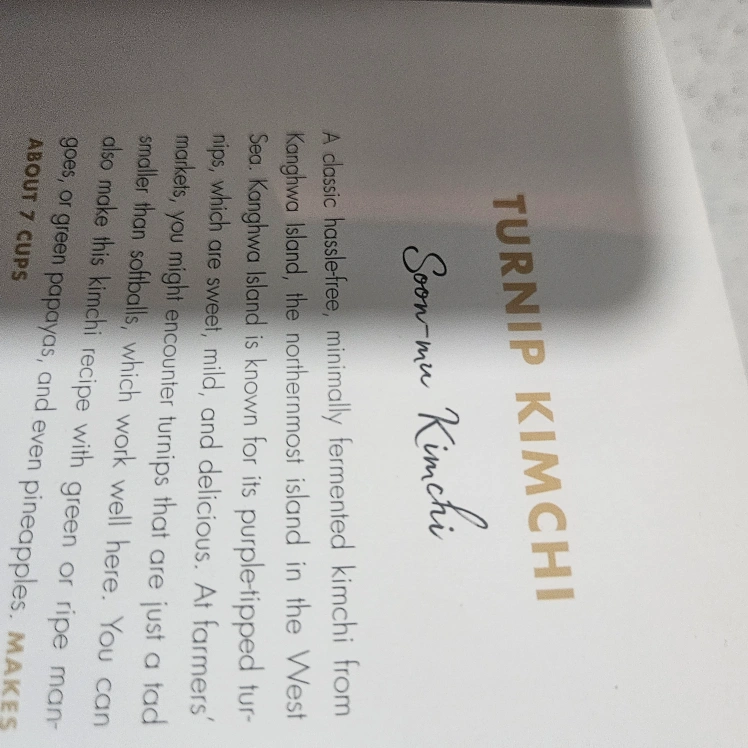 TURNIP KIMCHI
Soon-mu Kimchi
A classic hassle-free, minimally fermented kimchi from
Kanghwa Island, the northernmost island in the West
Sea. Kanghwa Island is known for its purple-tipped tur-
nips, which are sweet, mild, and delicious. At farmers'
markets, you might encounter turnips that are just a tad
smaller than softballs, which work well here. You can
also make this kimchi recipe with green or ripe man-
goes, or green papayas, and even pineapples. MAKES
ABOUT 7 CUPS